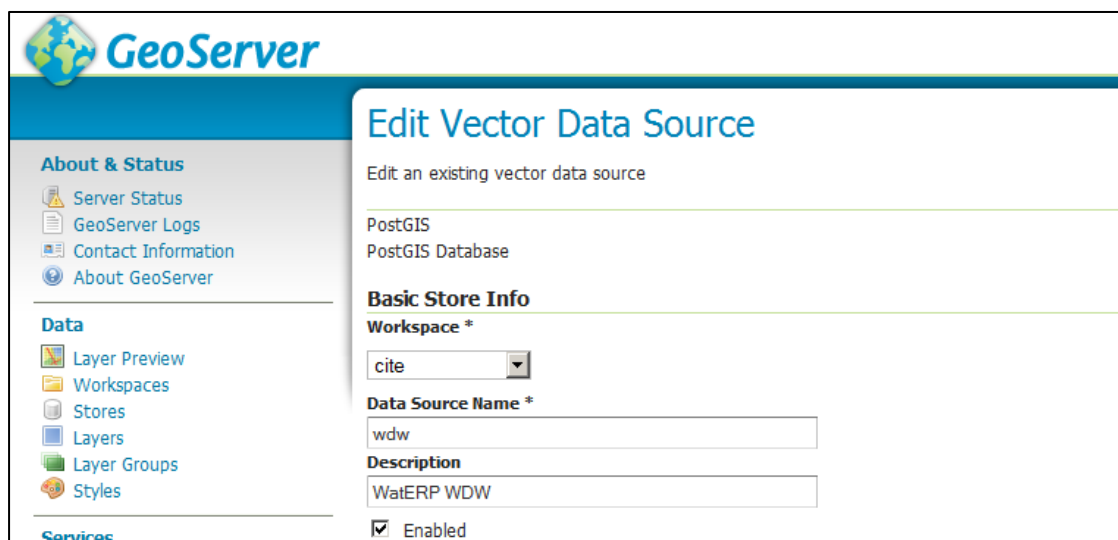 GeoServer
About & Status
Server Status
GeoServer Logs
Contact Information
About GeoServer
Data
Layer Preview
Workspaces
Stores
Layers
Layer Groups
Styles
Services
Edit Vector Data Source
Edit an existing vector data source
PostGIS
PostGIS Database
Basic Store Info
Workspace *
cite
Data Source Name *
wdw
Description
WatERP WDW
Enabled